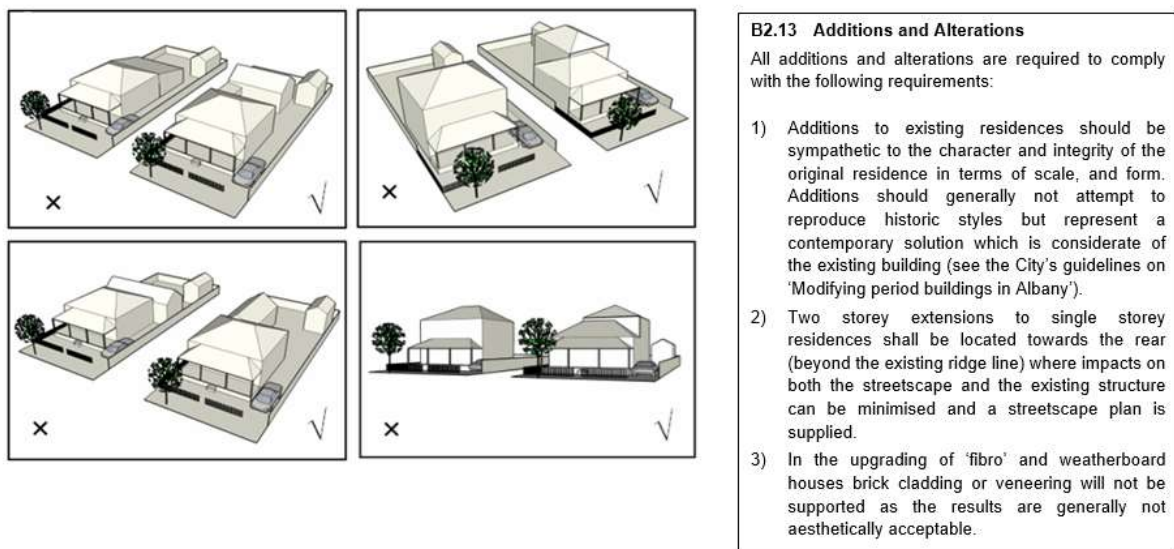 B2.13 Additions and Alterations
All additions and alterations are required to comply
with the following requirements:
1) Additions to existing residences should be
sympathetic to the character and integrity of the
original residence in terms of scale, and form.
Additions should generally not attempt to
reproduce historic styles but represent a
contemporary solution which is considerate of
the existing building (see the City's guidelines on
'Modifying period buildings in Albany').
2) Two storey extensions to single storey
residences shall be located towards the rear
(beyond the existing ridge line) where impacts on
both the streetscape and the existing structure
can be minimised and a streetscape plan is
supplied.
3) In the upgrading of 'fibro' and weatherboard
houses brick cladding or veneering will not be
supported as the results are generally not
aesthetically acceptable.